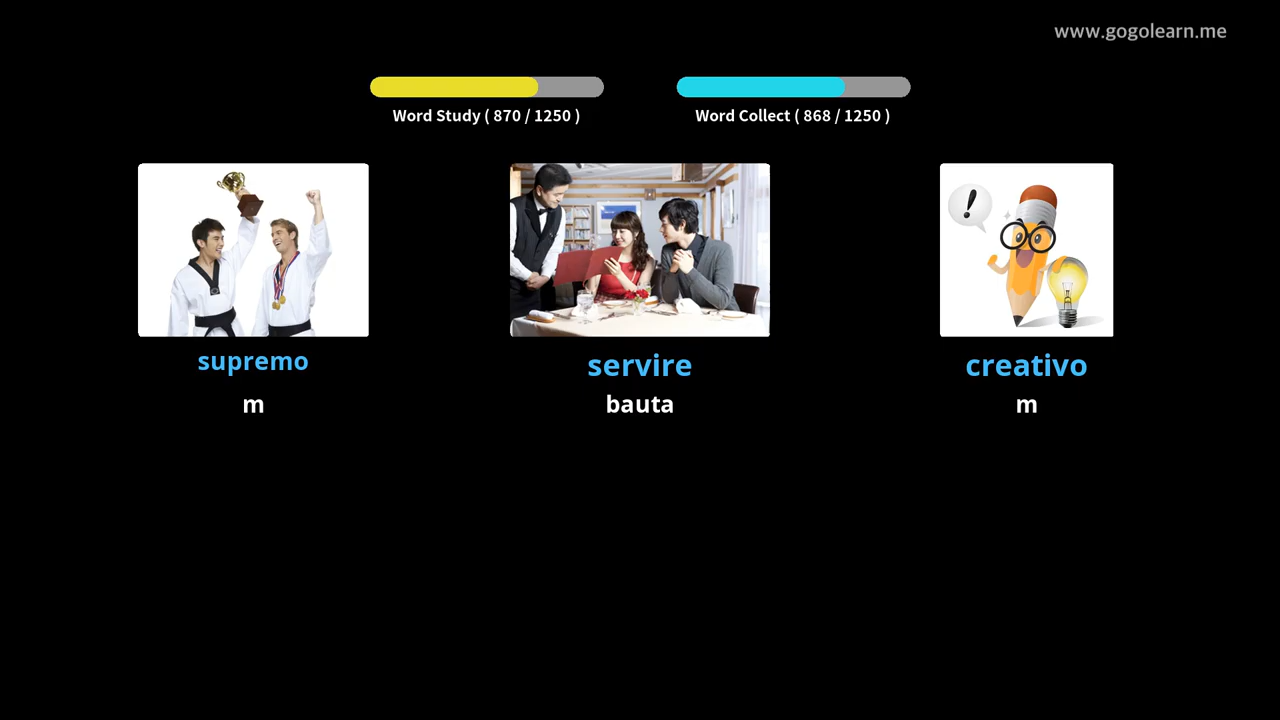 www.gogolearn.me
Word Study ( 870 / 1250 )
Word Collect ( 868 / 1250 )
supremo
servire
creativo
m
bauta
m